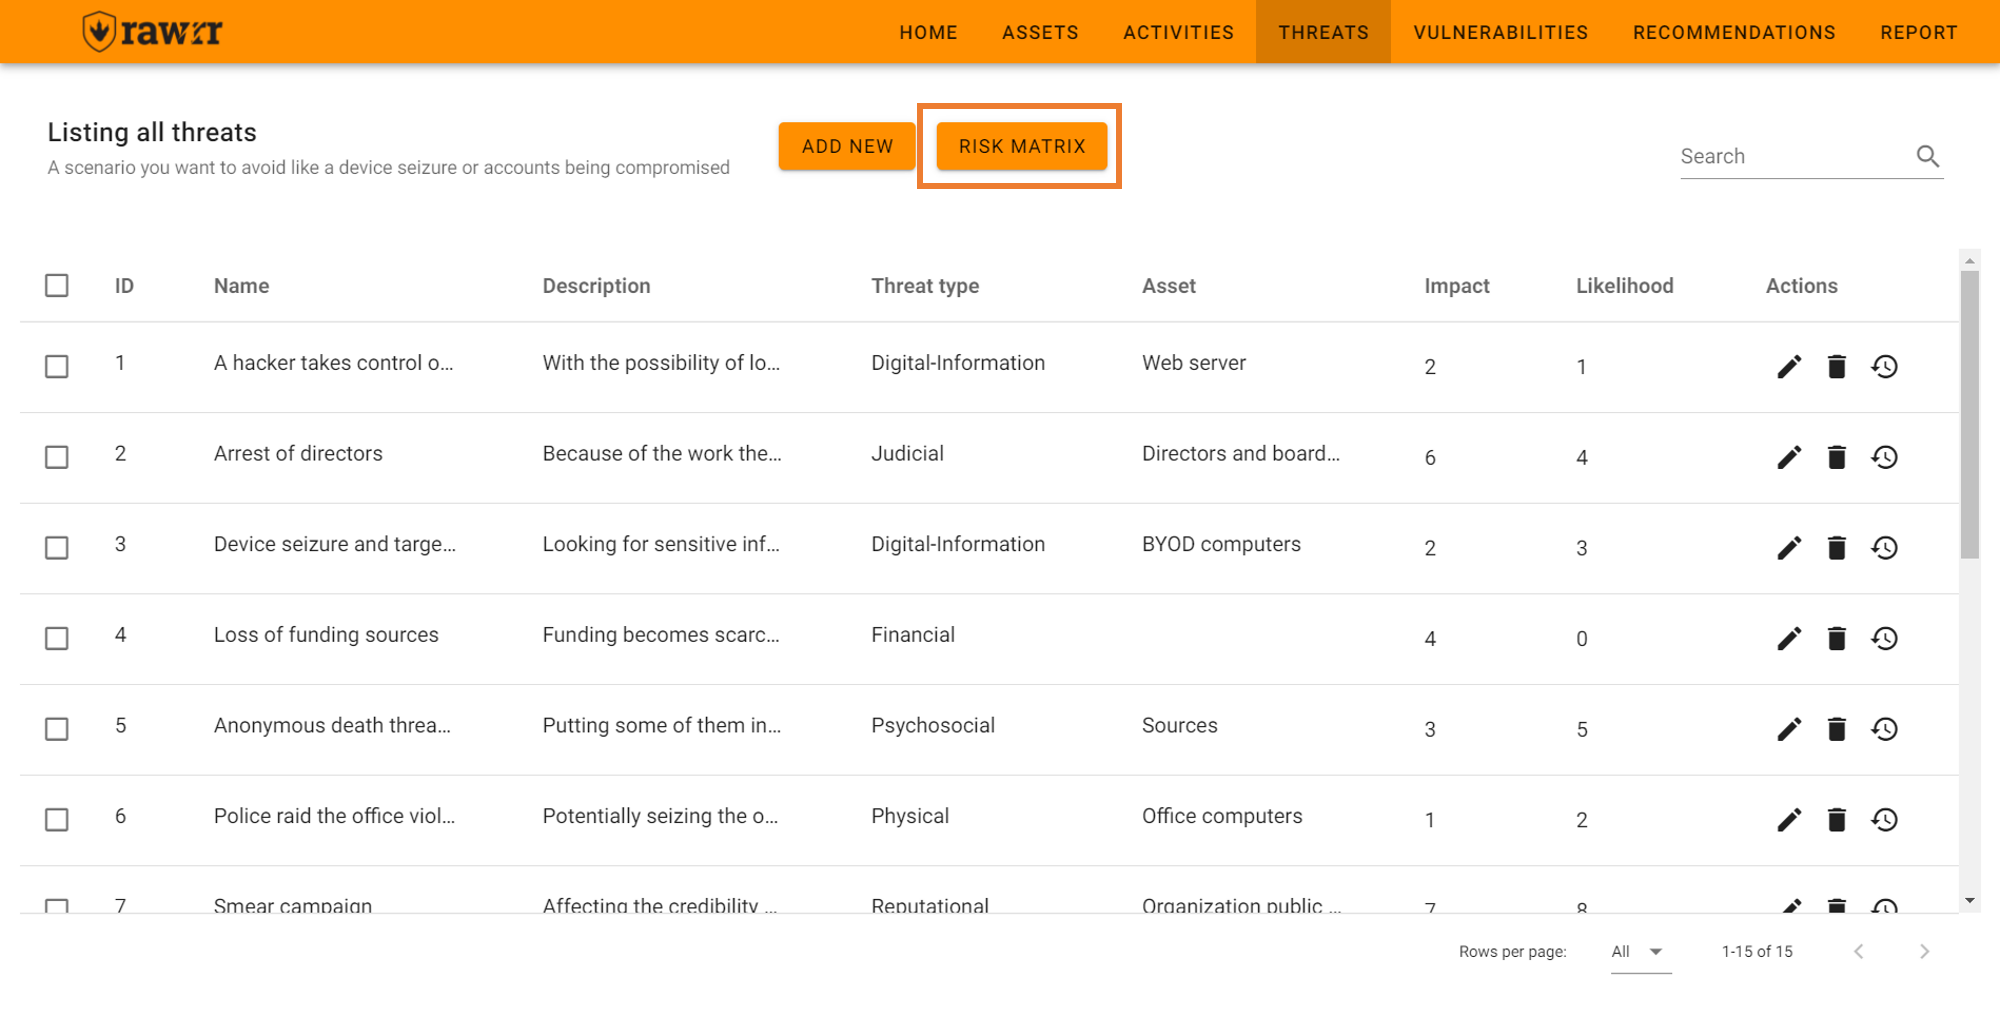 rawrr
HOME ASSETS ACTIVITIES THREATS VULNERABILITIES RECOMMENDATIONS REPORT
Listing all threats
A scenario you want to avoid like a device seizure or accounts being compromised
ADD NEW
RISK MATRIX
Search
ID Name Description Threat type Asset Impact Likelihood Actions
1 A hacker takes control o... With the possibility of lo... Digital-Information Web server 2 1
2 Arrest of directors Because of the work the... Judicial Directors and board... 6 4
3 Device seizure and targe... Looking for sensitive inf... Digital-Information BYOD computers 2 3
4 Loss of funding sources Funding becomes scarc... Financial 4 0
5 Anonymous death threa... Putting some of them in... Psychosocial Sources 3 5
6 Police raid the office viol... Potentially seizing the o... Physical Office computers 1 2
7 Smear campaign Affecting the credibility ... Reputational Organization public ... 7 8
Rows per page: All 1-15 of 15